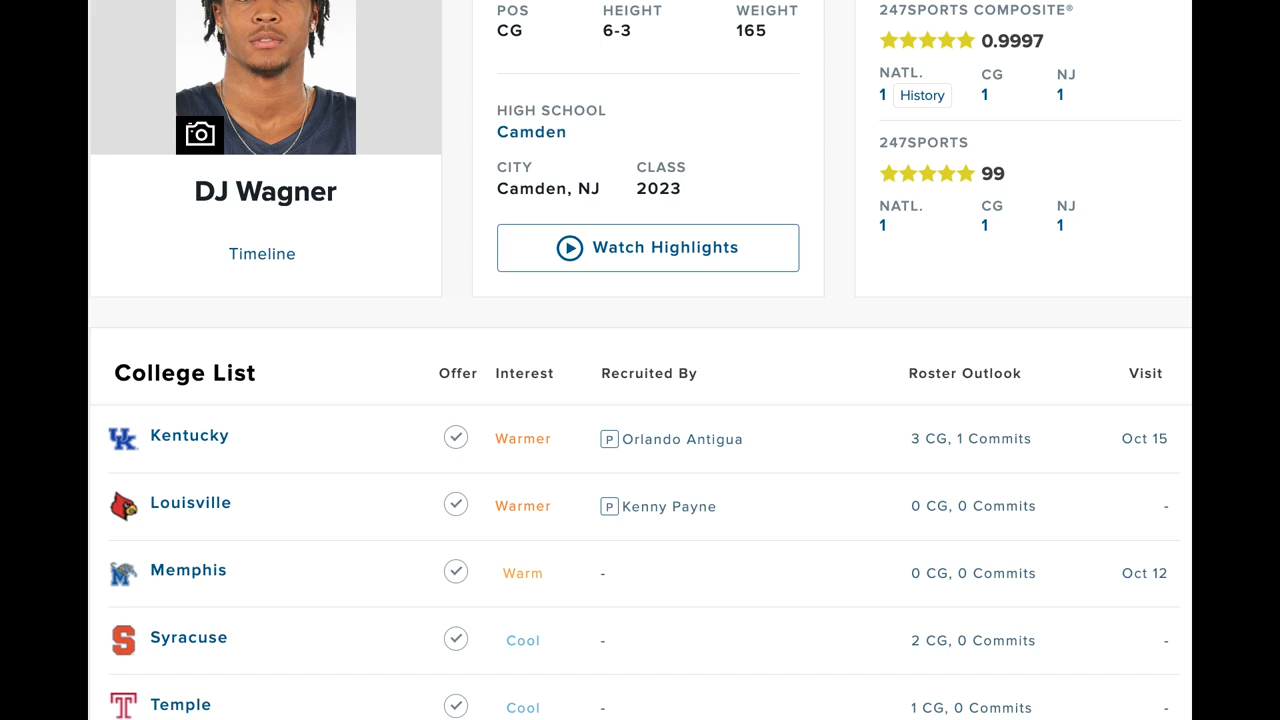 POS HEIGHT WEIGHT
CG 6-3 165
HIGH SCHOOL
Camden
CITY CLASS
Camden, NJ 2023
Watch Highlights
DJ Wagner
Timeline
247SPORTS COMPOSITE®
0.9997
NATL. CG NJ
1 History 1 1
247SPORTS
99
NATL. CG NJ
1 1 1
College List Offer Interest Recruited By Roster Outlook Visit
UK Kentucky Warmer P Orlando Antigua 3 CG, 1 Commits Oct 15
Louisville Warmer P Kenny Payne 0 CG, 0 Commits -
M Memphis Warm - 0 CG, 0 Commits Oct 12
S Syracuse Cool - 2 CG, 0 Commits -
T Temple Cool - 1 CG, 0 Commits -